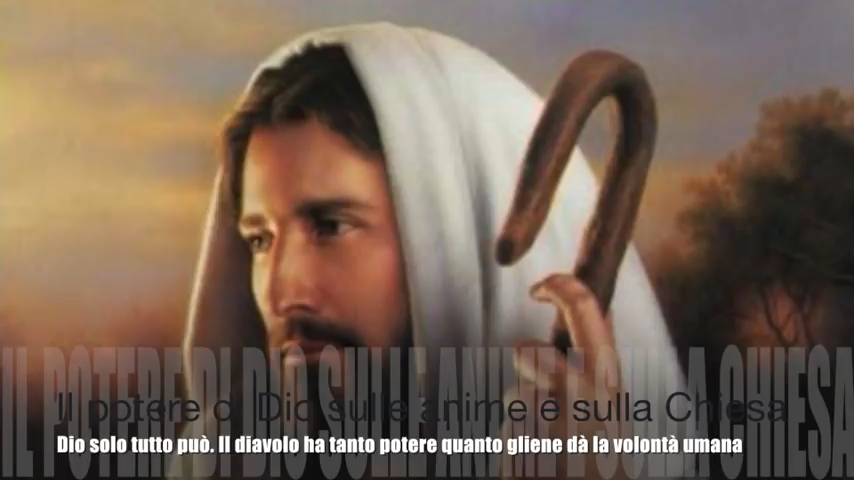 IL POTERE DI DIO SULLE ANIME E SULLA CHIESA
Il potere di Dio sulle anime e sulla Chiesa
Dio solo tutto può. Il diavolo ha tanto potere quanto gliene dà la volontà umana